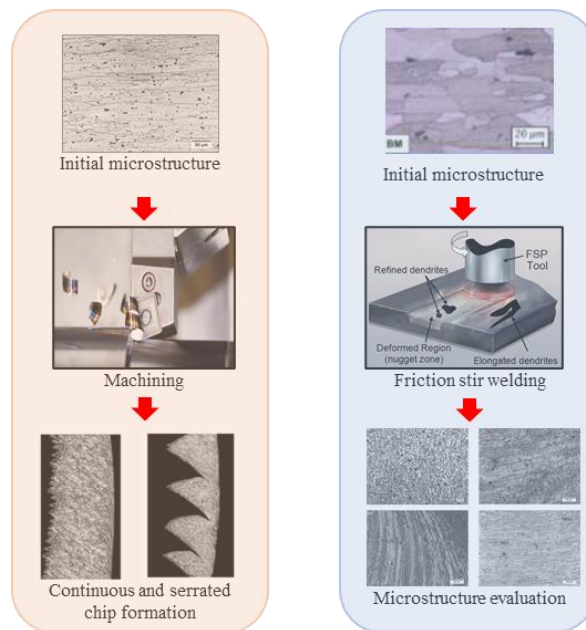 Initial microstructure
Machining
Continuous and serrated
chip formation
BM
20 μm
Initial microstructure
FSP
Tool
Refined dendrites
Deformed Region
(nugget zone)
Elongated dendrites
Friction stir welding
Microstructure evaluation